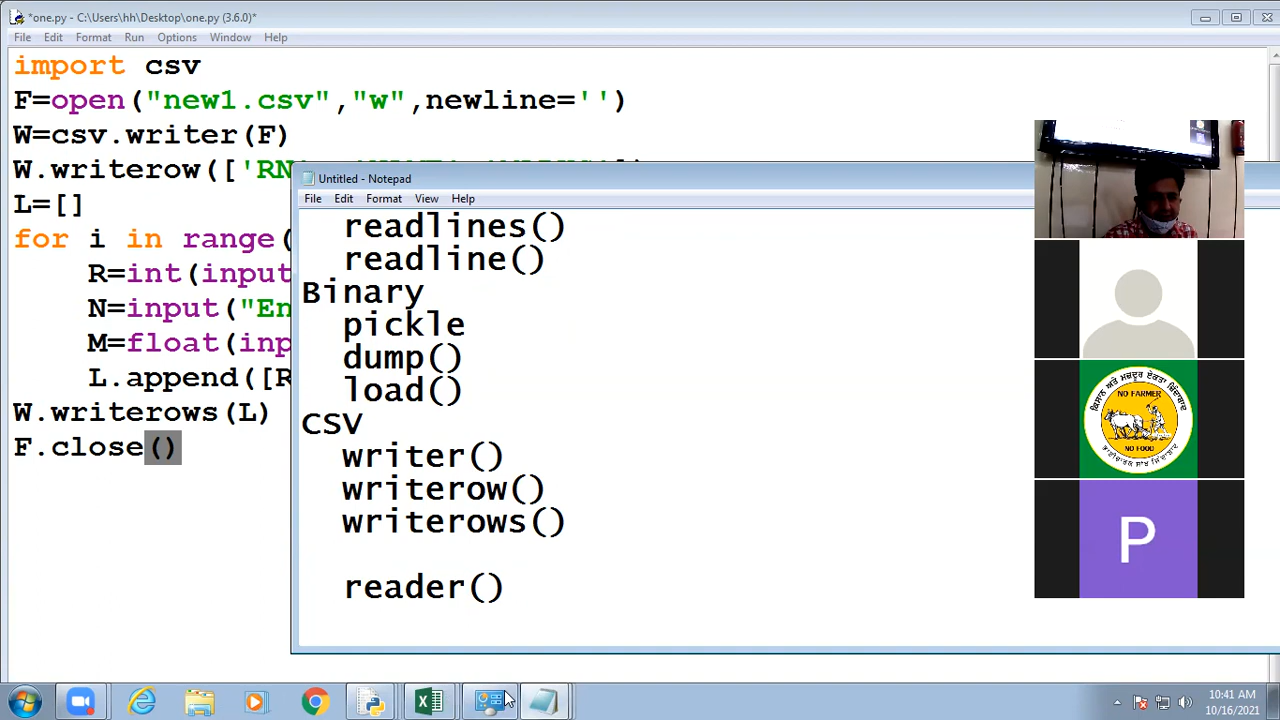 *one.py - C:\Users\hh\Desktop\one.py (3.6.0)*
File Edit Format Run Options Window Help
import csv
F=open("new1.csv","w",newline='')
W=csv.writer(F)
W.writerow(['RN
L=[]
for i in range(
R=int(input
N=input("En
M=float(inp
L.append([R
W.writerows(L)
F.close()
Untitled - Notepad
File Edit Format View Help
readlines()
readline()
Binary
pickle
dump()
load()
CSV
writer()
writerow()
writerows()
reader()
NO FARMER
NO FOOD
P
10:41 AM
10/16/2021